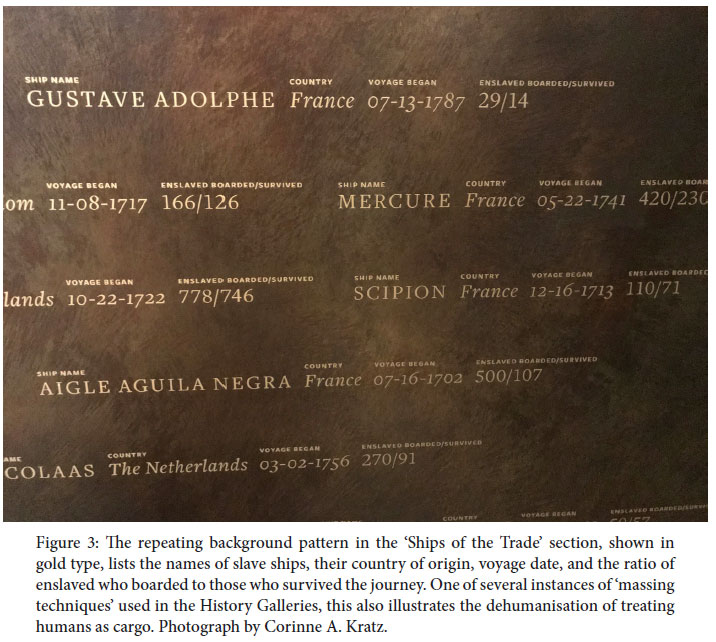 SHIP NAME COUNTRY VOYAGE BEGAN ENSLAVED BOARDED/SURVIVED
GUSTAVE ADOLPHE France 07-13-1787 29/14
VOYAGE BEGAN ENSLAVED BOARDED/SURVIVED SHIP NAME COUNTRY VOYAGE BEGAN ENSLAVED BOAR
om 11-08-1717 166/126 MERCURE France 05-22-1741 420/230
VOYAGE BEGAN ENSLAVED BOARDED/SURVIVED SHIP NAME COUNTRY VOYAGE BEGAN ENSLAVED BOARDED
lands 10-22-1722 778/746 SCIPION France 12-16-1713 110/71
SHIP NAME COUNTRY VOYAGE BEGAN ENSLAVED BOARDED/SURVIVED
AIGLE AGUILA NEGRA France 07-16-1702 500/107
AME COUNTRY VOYAGE BEGAN ENSLAVED BOARDED/SURVIVED
COLAAS The Netherlands 03-02-1756 270/91
COUNTRY VOYAGE BEGAN ENSLAVED BOARDED/SURVIVED
Figure 3: The repeating background pattern in the ‘Ships of the Trade’ section, shown in
gold type, lists the names of slave ships, their country of origin, voyage date, and the ratio of
enslaved who boarded to those who survived the journey. One of several instances of ‘massing
techniques’ used in the History Galleries, this also illustrates the dehumanisation of treating
humans as cargo. Photograph by Corinne A. Kratz.